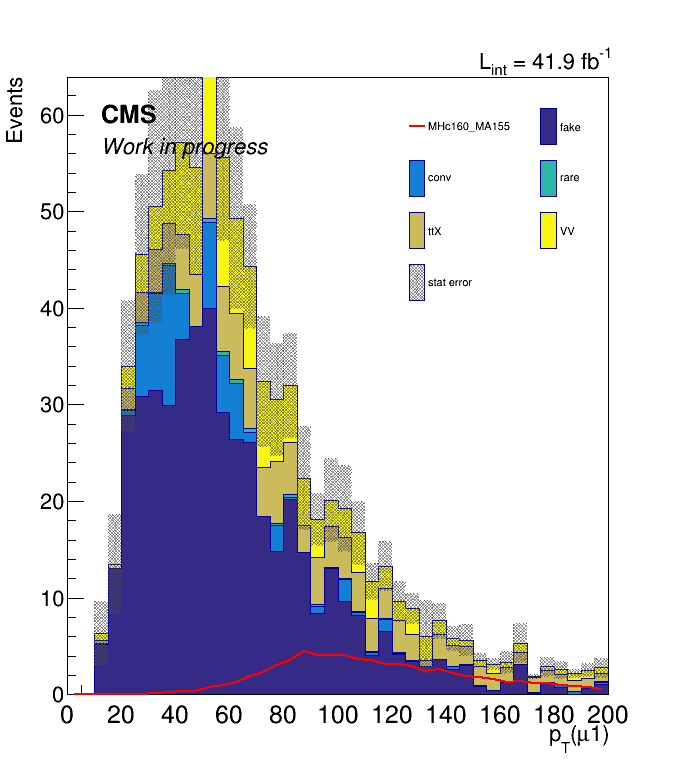 L_int = 41.9 fb^-1
Events
CMS
Work in progress
MHc160_MA155
fake
conv
rare
ttX
VV
stat error
60
50
40
30
20
10
0
0 20 40 60 80 100 120 140 160 180 200
p_T(μ1)